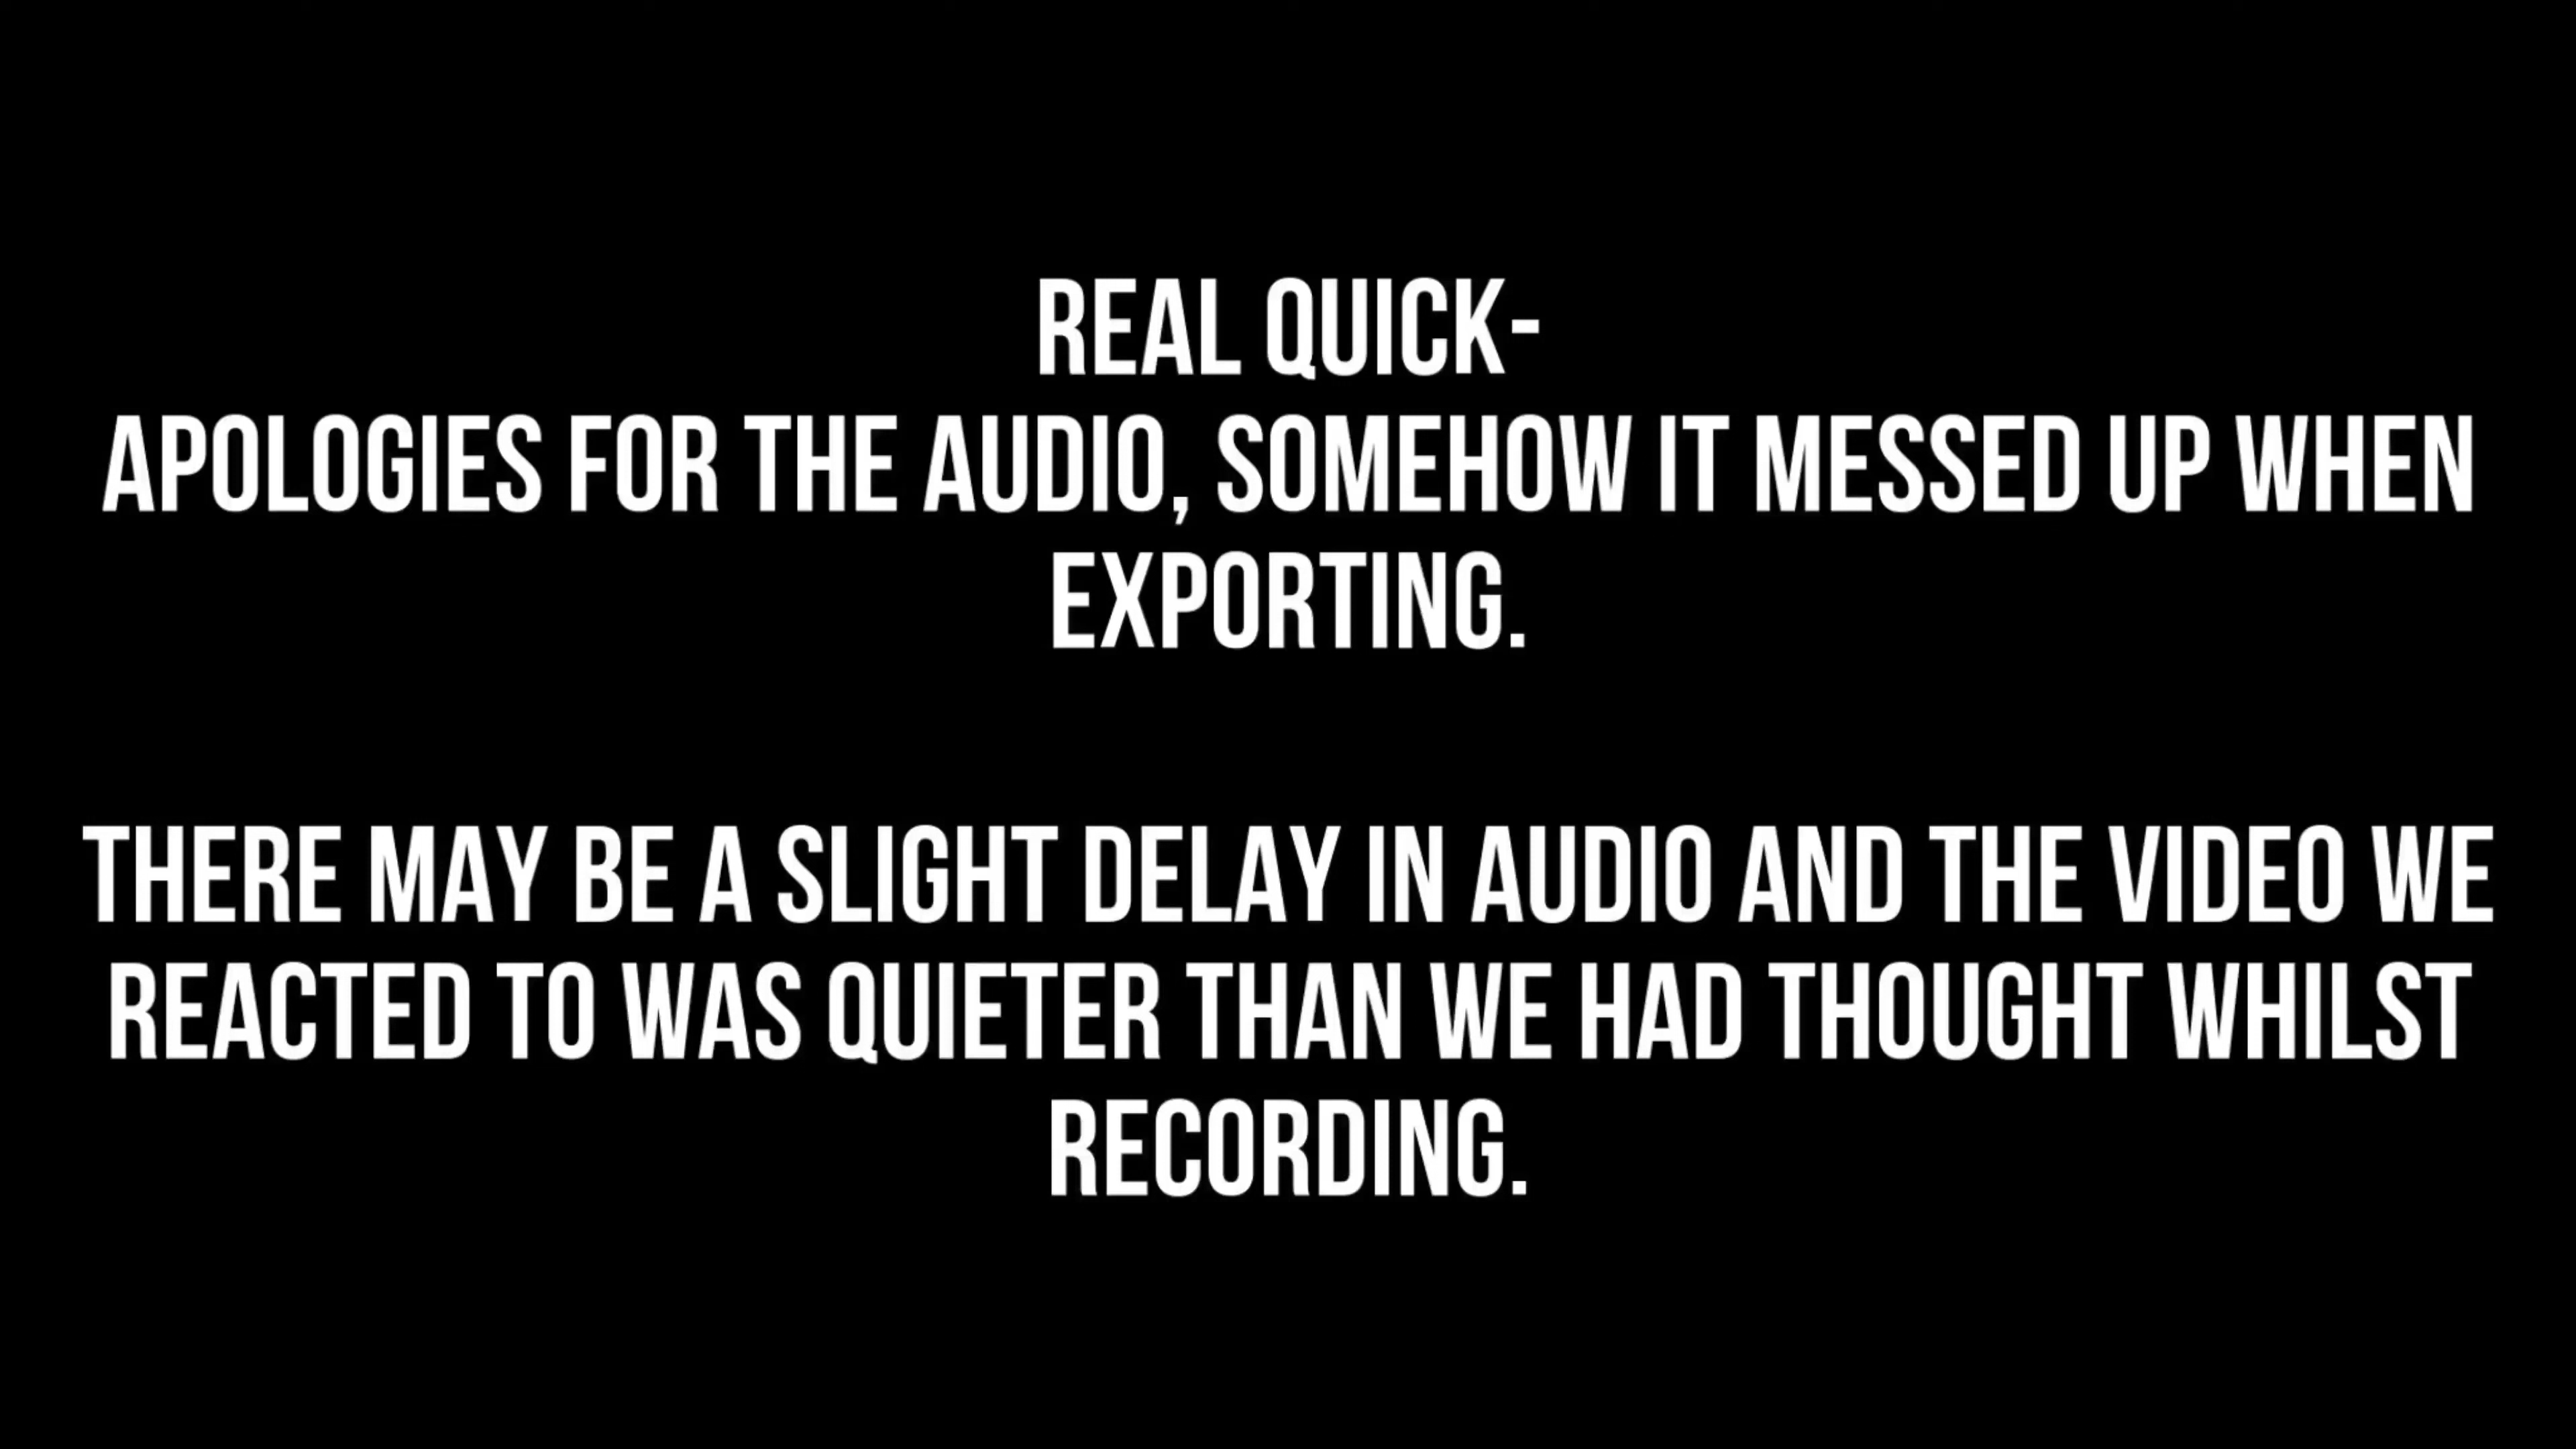 REAL QUICK-
APOLOGIES FOR THE AUDIO, SOMEHOW IT MESSED UP WHEN
EXPORTING.
THERE MAY BE A SLIGHT DELAY IN AUDIO AND THE VIDEO WE
REACTED TO WAS QUIETER THAN WE HAD THOUGHT WHILST
RECORDING.